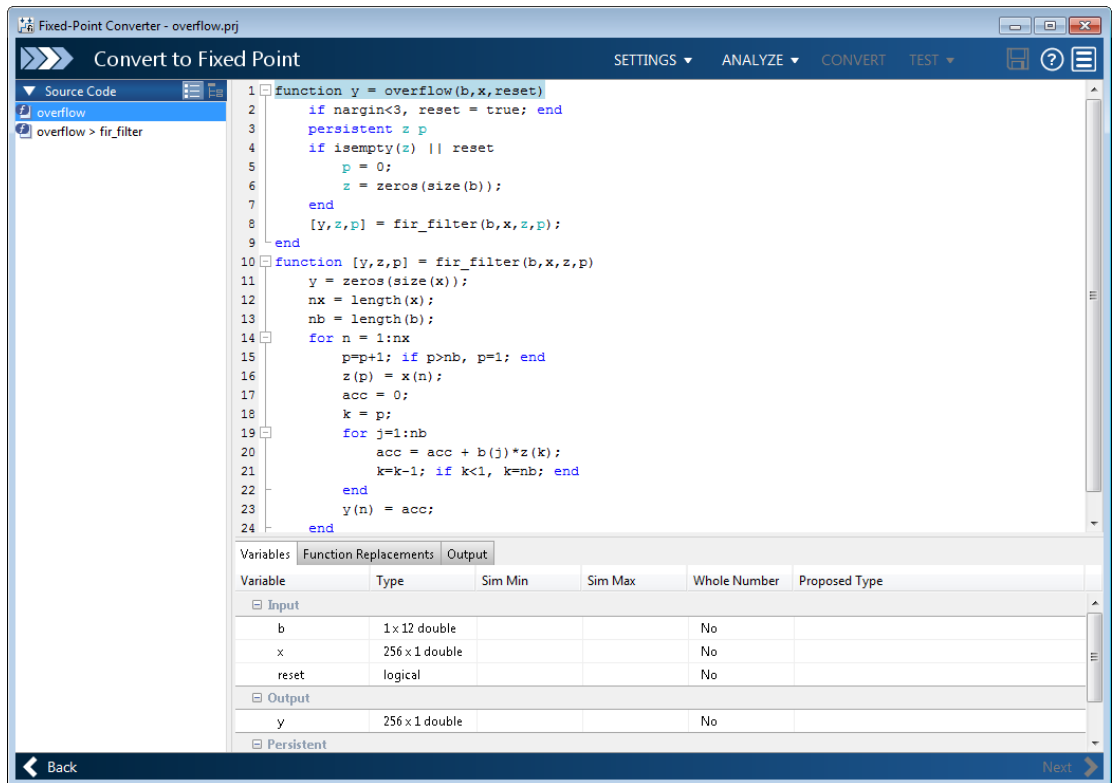 Fixed-Point Converter - overflow.prj
Convert to Fixed Point
SETTINGS ANALYZE CONVERT TEST
Source Code
overflow
overflow > fir_filter
1 function y = overflow(b,x,reset)
2 if nargin<3, reset = true; end
3 persistent z p
4 if isempty(z) || reset
5 p = 0;
6 z = zeros(size(b));
7 end
8 [y,z,p] = fir_filter(b,x,z,p);
9 end
10 function [y,z,p] = fir_filter(b,x,z,p)
11 y = zeros(size(x));
12 nx = length(x);
13 nb = length(b);
14 for n = 1:nx
15 p=p+1; if p>nb, p=1; end
16 z(p) = x(n);
17 acc = 0;
18 k = p;
19 for j=1:nb
20 acc = acc + b(j)*z(k);
21 k=k-1; if k<1, k=nb; end
22 end
23 y(n) = acc;
24 end
Variables Function Replacements Output
Variable Type Sim Min Sim Max Whole Number Proposed Type
Input
b 1 x 12 double No
x 256 x 1 double No
reset logical No
Output
y 256 x 1 double No
Persistent
Back Next